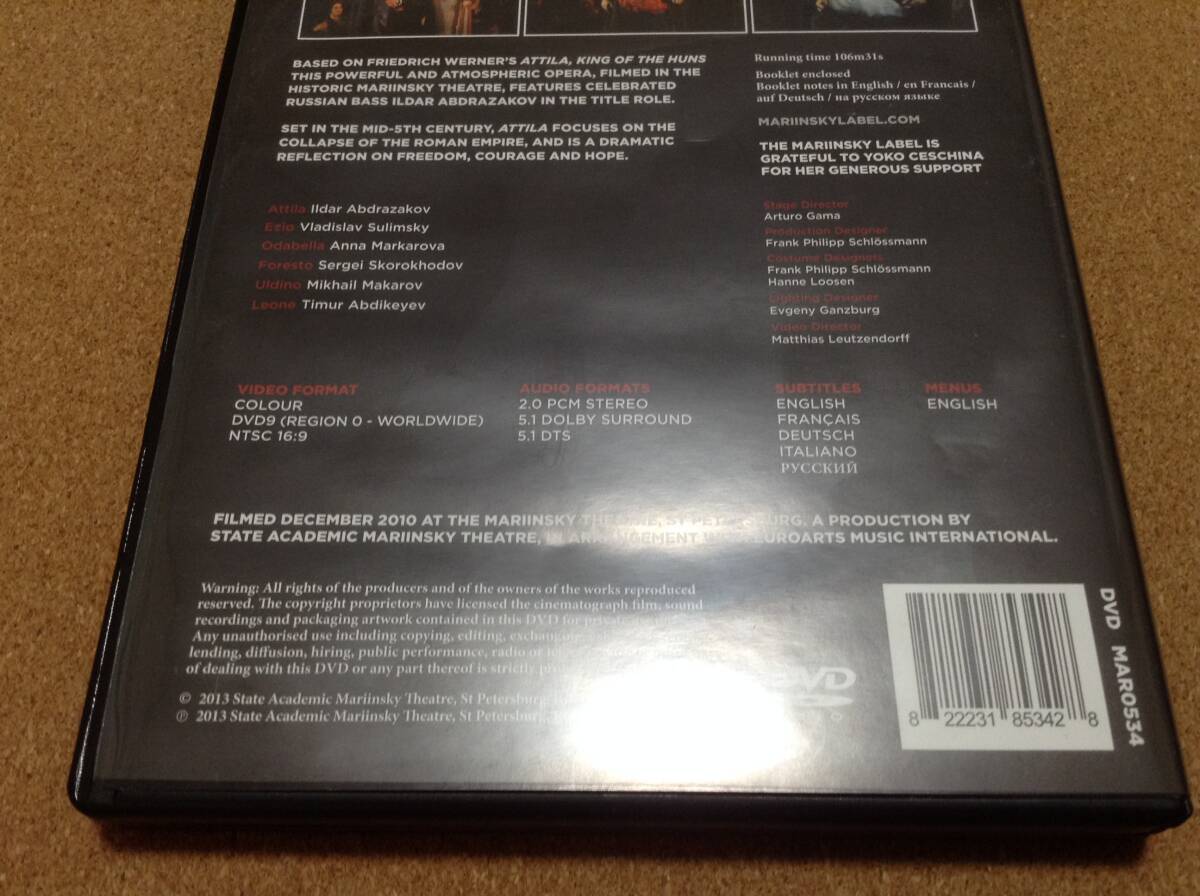 BASED ON FRIEDRICH WERNER'S ATTILA, KING OF THE HUNS
THIS POWERFUL AND ATMOSPHERIC OPERA, FILMED IN THE
HISTORIC MARIINSKY THEATRE, FEATURES CELEBRATED
RUSSIAN BASS ILDAR ABDRAZAKOV IN THE TITLE ROLE.
SET IN THE MID-5TH CENTURY, ATTILA FOCUSES ON THE
COLLAPSE OF THE ROMAN EMPIRE, AND IS A DRAMATIC
REFLECTION ON FREEDOM, COURAGE AND HOPE.
Attila Ildar Abdrazakov
Ezio Vladislav Sulimsky
Odabella Anna Markarova
Foresto Sergei Skorokhodov
Uldino Mikhail Makarov
Leone Timur Abdikeyev
Running time 106m31s
Booklet enclosed
Booklet notes in English / en Francais /
auf Deutsch / на русском языке
MARIINSKYLABEL.COM
THE MARIINSKY LABEL IS
GRATEFUL TO YOKO CESCHINA
FOR HER GENEROUS SUPPORT
Stage Director
Arturo Gama
Production Designer
Frank Philipp Schlössmann
Costume Designers
Frank Philipp Schlössmann
Hanne Loosen
Lighting Designer
Evgeny Ganzburg
Video Director
Matthias Leutzendorff
VIDEO FORMAT
COLOUR
DVD9 (REGION 0 - WORLDWIDE)
NTSC 16:9
AUDIO FORMATS
2.0 PCM STEREO
5.1 DOLBY SURROUND
5.1 DTS
SUBTITLES
ENGLISH
FRANÇAIS
DEUTSCH
ITALIANO
РУССКИЙ
MENUS
ENGLISH
FILMED DECEMBER 2010 AT THE MARIINSKY THEATRE, ST PETERSBURG. A PRODUCTION BY
STATE ACADEMIC MARIINSKY THEATRE, IN ARRANGEMENT WITH EUROARTS MUSIC INTERNATIONAL.
Warning: All rights of the producers and of the owners of the works reproduced
reserved. The copyright proprietors have licensed the cinematograph film, sound
recordings and packaging artwork contained in this DVD for private
Any unauthorised use including copying, editing,
lending, diffusion, hiring, public performance, radio or
of dealing with this DVD or any part thereof is strictly
© 2013 State Academic Mariinsky Theatre, St Petersburg,
℗ 2013 State Academic Mariinsky Theatre, St Petersburg,
DVD
8 22231 85342 8
DVD MAR0534